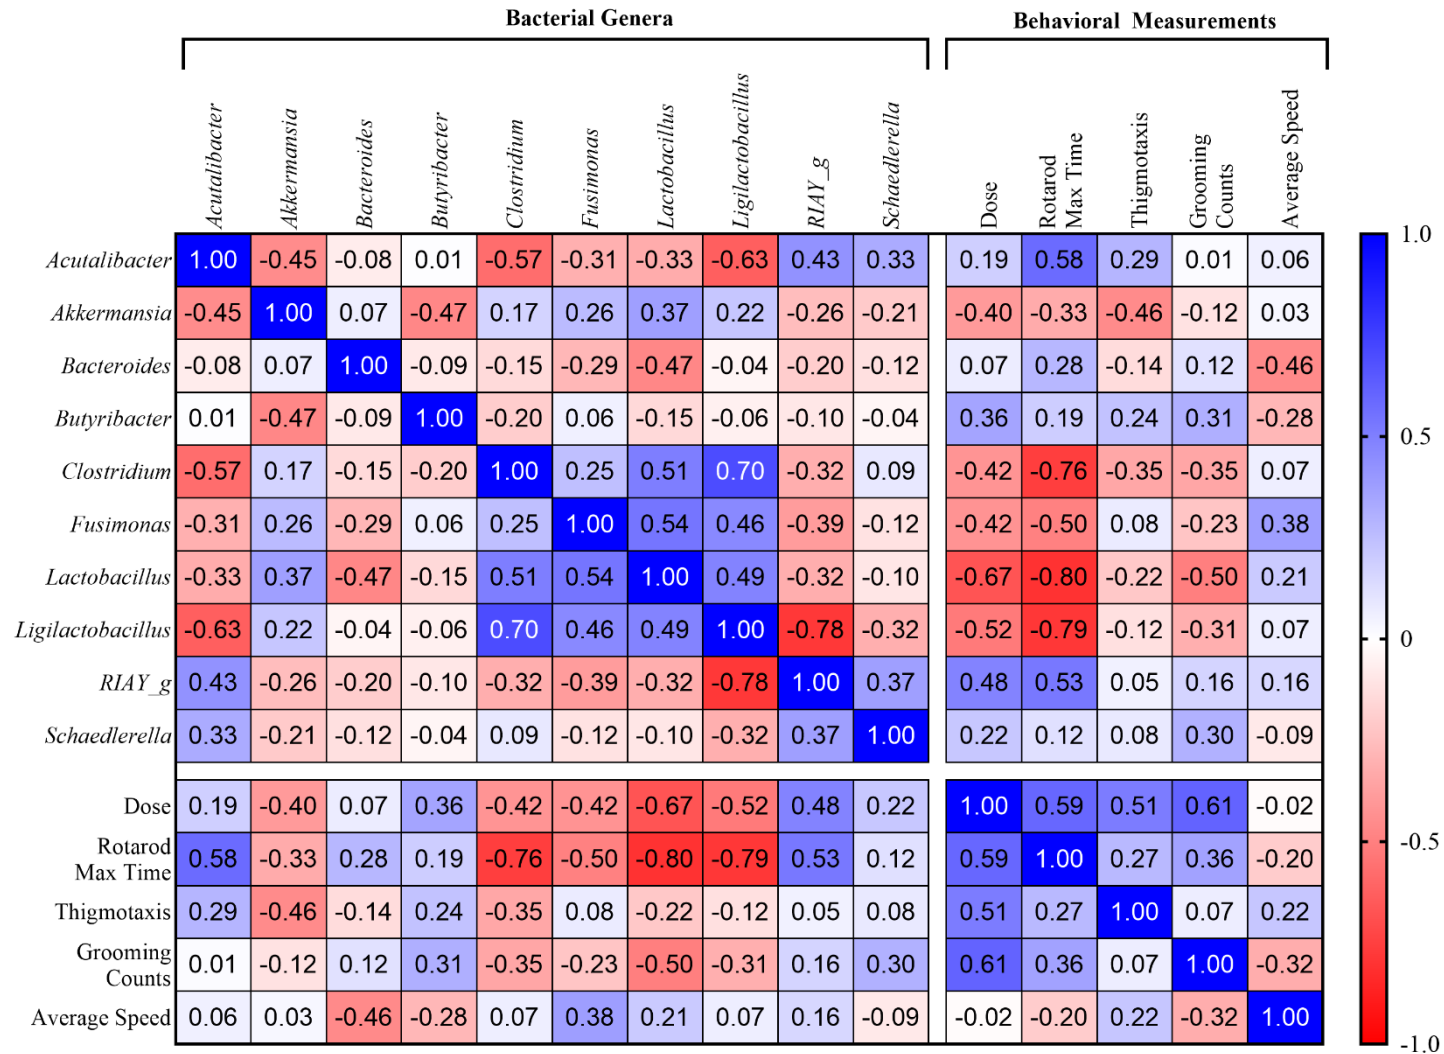 Bacterial Genera Behavioral Measurements
Acutalibacter Akkermansia Bacteroides Butyribacter Clostridium Fusimonas Lactobacillus Ligilactobacillus RIAY_g Schaedlerella Dose Rotarod Max Time Thigmotaxis Grooming Counts Average Speed
Acutalibacter 1.00 -0.45 -0.08 0.01 -0.57 -0.31 -0.33 -0.63 0.43 0.33 0.19 0.58 0.29 0.01 0.06
Akkermansia -0.45 1.00 0.07 -0.47 0.17 0.26 0.37 0.22 -0.26 -0.21 -0.40 -0.33 -0.46 -0.12 0.03
Bacteroides -0.08 0.07 1.00 -0.09 -0.15 -0.29 -0.47 -0.04 -0.20 -0.12 0.07 0.28 -0.14 0.12 -0.46
Butyribacter 0.01 -0.47 -0.09 1.00 -0.20 0.06 -0.15 -0.06 -0.10 -0.04 0.36 0.19 0.24 0.31 -0.28
Clostridium -0.57 0.17 -0.15 -0.20 1.00 0.25 0.51 0.70 -0.32 0.09 -0.42 -0.76 -0.35 -0.35 0.07
Fusimonas -0.31 0.26 -0.29 0.06 0.25 1.00 0.54 0.46 -0.39 -0.12 -0.42 -0.50 0.08 -0.23 0.38
Lactobacillus -0.33 0.37 -0.47 -0.15 0.51 0.54 1.00 0.49 -0.32 -0.10 -0.67 -0.80 -0.22 -0.50 0.21
Ligilactobacillus -0.63 0.22 -0.04 -0.06 0.70 0.46 0.49 1.00 -0.78 -0.32 -0.52 -0.79 -0.12 -0.31 0.07
RIAY_g 0.43 -0.26 -0.20 -0.10 -0.32 -0.39 -0.32 -0.78 1.00 0.37 0.48 0.53 0.05 0.16 0.16
Schaedlerella 0.33 -0.21 -0.12 -0.04 0.09 -0.12 -0.10 -0.32 0.37 1.00 0.22 0.12 0.08 0.30 -0.09
Dose 0.19 -0.40 0.07 0.36 -0.42 -0.42 -0.67 -0.52 0.48 0.22 1.00 0.59 0.51 0.61 -0.02
Rotarod
Max Time 0.58 -0.33 0.28 0.19 -0.76 -0.50 -0.80 -0.79 0.53 0.12 0.59 1.00 0.27 0.36 -0.20
Thigmotaxis 0.29 -0.46 -0.14 0.24 -0.35 0.08 -0.22 -0.12 0.05 0.08 0.51 0.27 1.00 0.07 0.22
Grooming
Counts 0.01 -0.12 0.12 0.31 -0.35 -0.23 -0.50 -0.31 0.16 0.30 0.61 0.36 0.07 1.00 -0.32
Average Speed 0.06 0.03 -0.46 -0.28 0.07 0.38 0.21 0.07 0.16 -0.09 -0.02 -0.20 0.22 -0.32 1.00
1.0
0.5
0
-0.5
-1.0